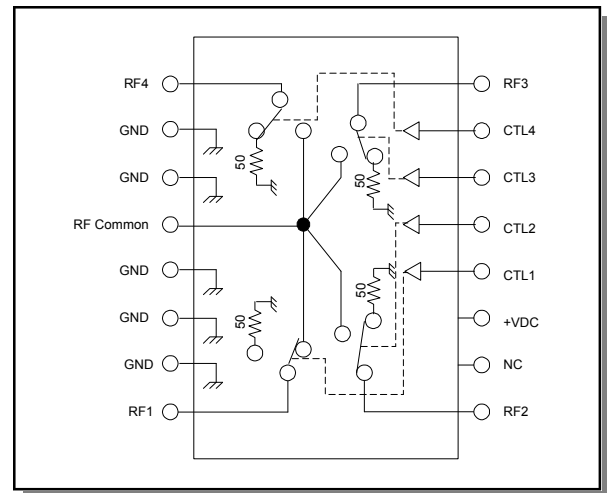 RF4
RF3
GND
CTL4
50
GND
50
CTL3
RF Common
CTL2
GND
50
CTL1
GND
50
+VDC
GND
NC
RF1
RF2